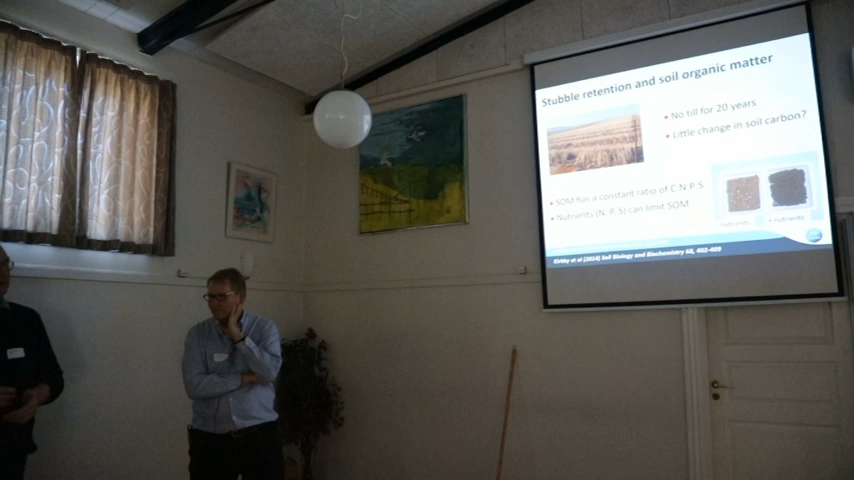 Stubble retention and soil organic matter
• No till for 20 years
• Little change in soil carbon?
• SOM has a constant ratio of C:N:P:S
• Nutrients (N, P, S) can limit SOM
nutrients
+ nutrients
Kirkby et al (2014) Soil Biology and Biochemistry 68, 402-409